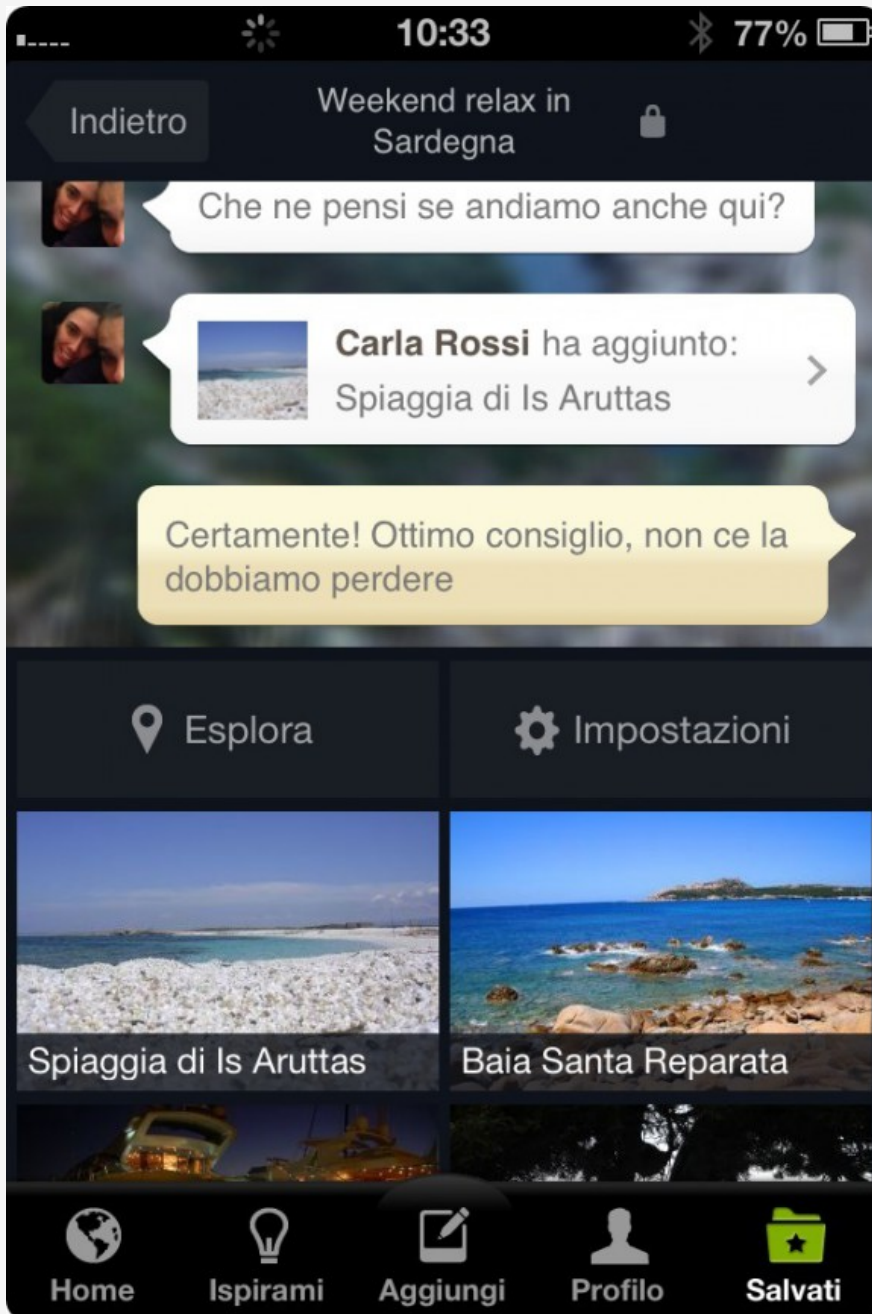 10:33
77%
Indietro
Weekend relax in
Sardegna
Che ne pensi se andiamo anche qui?
Carla Rossi ha aggiunto:
Spiaggia di Is Aruttas
Certamente! Ottimo consiglio, non ce la
dobbiamo perdere
Esplora
Impostazioni
Spiaggia di Is Aruttas
Baia Santa Reparata
Home
Ispirami
Aggiungi
Profilo
Salvati